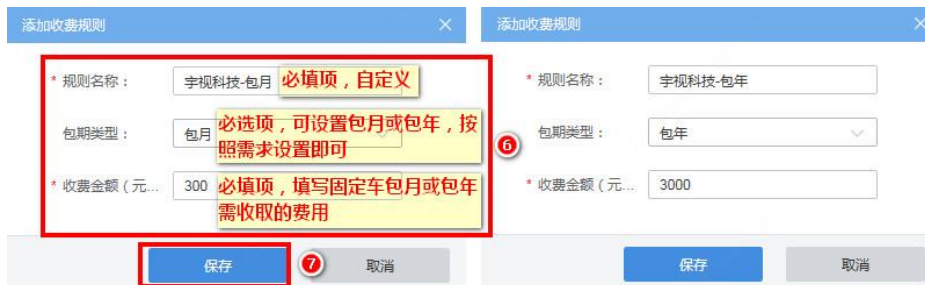 添加收费规则
* 规则名称：
宇视科技-包月
必填项，自定义
包期类型：
包月
必选项，可设置包月或包年，按
照需求设置即可
* 收费金额（元...
300
必填项，填写固定车包月或包年
需收取的费用
⑥
保存
⑦
取消
添加收费规则
* 规则名称：
宇视科技-包年
包期类型：
包年
* 收费金额（元...
3000
保存
取消